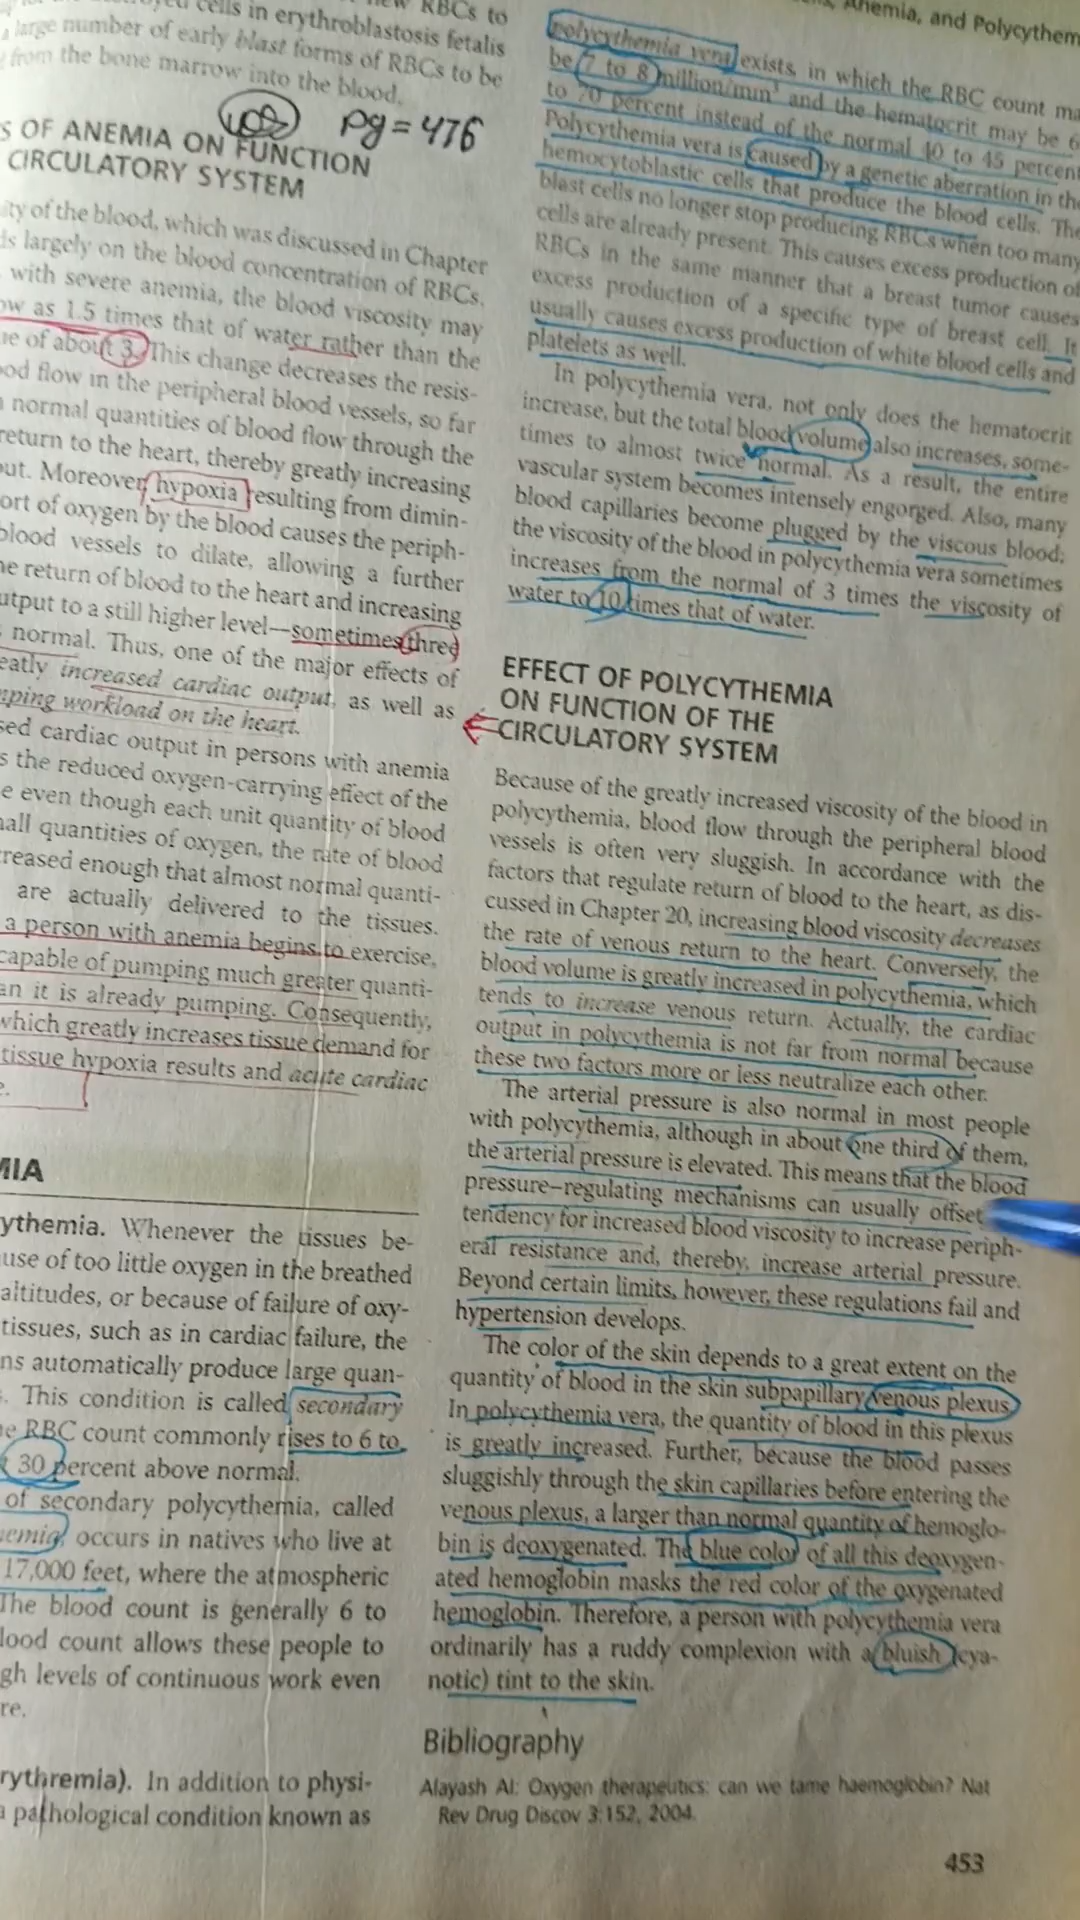 cells in erythroblastosis fetalis
large number of early blast forms of RBCs to be
from the bone marrow into the blood.
pg = 476
S OF ANEMIA ON FUNCTION
CIRCULATORY SYSTEM
ity of the blood, which was discussed in Chapter
ds largely on the blood concentration of RBCs.
with severe anemia, the blood viscosity may
ow as 1.5 times that of water rather than the
ue of about 3. This change decreases the resis-
ood flow in the peripheral blood vessels, so far
normal quantities of blood flow through the
return to the heart, thereby greatly increasing
out. Moreover, hypoxia resulting from dimin-
ort of oxygen by the blood causes the periph-
blood vessels to dilate, allowing a further
he return of blood to the heart and increasing
utput to a still higher level—sometimes three
normal. Thus, one of the major effects of
eatly increased cardiac output, as well as
mping workload on the heart.
sed cardiac output in persons with anemia
s the reduced oxygen-carrying effect of the
e even though each unit quantity of blood
all quantities of oxygen, the rate of blood
creased enough that almost normal quanti-
are actually delivered to the tissues.
a person with anemia begins to exercise,
capable of pumping much greater quanti-
an it is already pumping. Consequently,
which greatly increases tissue demand for
tissue hypoxia results and acute cardiac
e.
MIA
ythemia. Whenever the tissues be-
use of too little oxygen in the breathed
altitudes, or because of failure of oxy-
tissues, such as in cardiac failure, the
ns automatically produce large quan-
. This condition is called secondary
he RBC count commonly rises to 6 to
30 percent above normal.
of secondary polycythemia, called
emia, occurs in natives who live at
17,000 feet, where the atmospheric
The blood count is generally 6 to
lood count allows these people to
gh levels of continuous work even
re.
rythremia). In addition to physi-
a pathological condition known as
Anemia, and Polycythem
polycythemia vera exists, in which the RBC count ma
be 7 to 8 million/mm³ and the hematocrit may be 6
to 70 percent instead of the normal 40 to 45 percent
Polycythemia vera is caused by a genetic aberration in the
hemocytoblastic cells that produce the blood cells. The
blast cells no longer stop producing RBCs when too many
cells are already present. This causes excess production of
RBCs in the same manner that a breast tumor causes
excess production of a specific type of breast cell. It
usually causes excess production of white blood cells and
platelets as well.
In polycythemia vera, not only does the hematocrit
increase, but the total blood volume also increases, some-
times to almost twice normal. As a result, the entire
vascular system becomes intensely engorged. Also, many
blood capillaries become plugged by the viscous blood;
the viscosity of the blood in polycythemia vera sometimes
increases from the normal of 3 times the viscosity of
water to 10 times that of water.
EFFECT OF POLYCYTHEMIA
ON FUNCTION OF THE
CIRCULATORY SYSTEM
Because of the greatly increased viscosity of the blood in
polycythemia, blood flow through the peripheral blood
vessels is often very sluggish. In accordance with the
factors that regulate return of blood to the heart, as dis-
cussed in Chapter 20, increasing blood viscosity decreases
the rate of venous return to the heart. Conversely, the
blood volume is greatly increased in polycythemia, which
tends to increase venous return. Actually, the cardiac
output in polycythemia is not far from normal because
these two factors more or less neutralize each other.
The arterial pressure is also normal in most people
with polycythemia, although in about one third of them,
the arterial pressure is elevated. This means that the blood
pressure–regulating mechanisms can usually offset
tendency for increased blood viscosity to increase periph-
eral resistance and, thereby, increase arterial pressure.
Beyond certain limits, however, these regulations fail and
hypertension develops.
The color of the skin depends to a great extent on the
quantity of blood in the skin subpapillary venous plexus.
In polycythemia vera, the quantity of blood in this plexus
is greatly increased. Further, because the blood passes
sluggishly through the skin capillaries before entering the
venous plexus, a larger than normal quantity of hemoglo-
bin is deoxygenated. The blue color of all this deoxygen-
ated hemoglobin masks the red color of the oxygenated
hemoglobin. Therefore, a person with polycythemia vera
ordinarily has a ruddy complexion with a bluish (cya-
notic) tint to the skin.
Bibliography
Alayash AI: Oxygen therapeutics: can we tame haemoglobin? Nat
Rev Drug Discov 3:152, 2004.
453